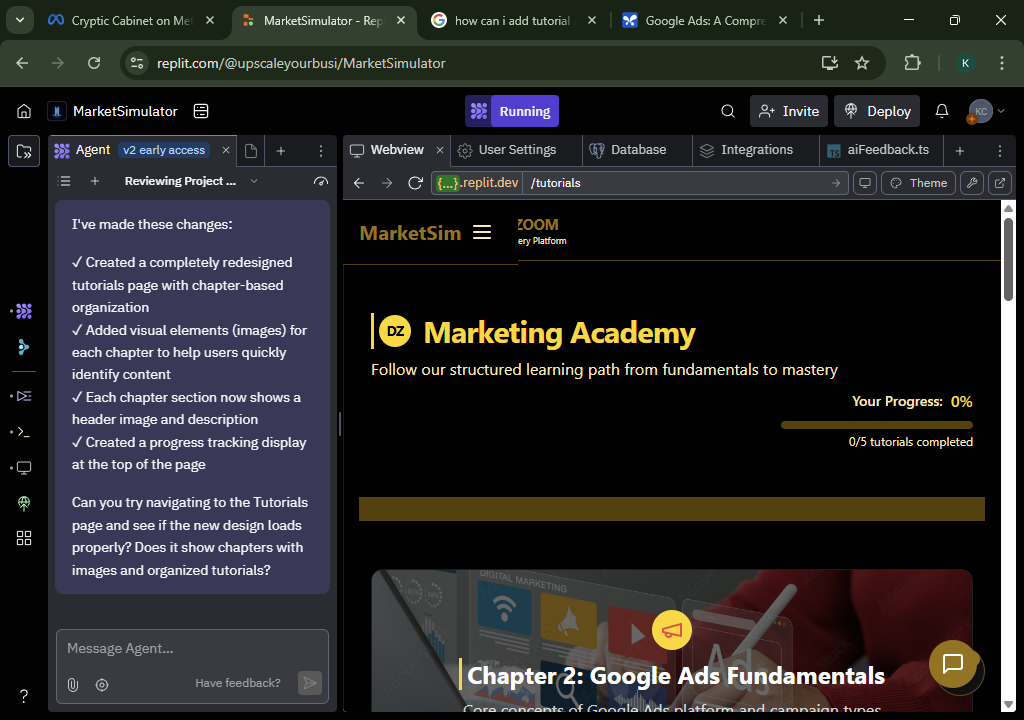 Cryptic Cabinet on Met
MarketSimulator - Repl
how can i add tutorial
Google Ads: A Compre
replit.com/@upscaleyourbusi/MarketSimulator
K
MarketSimulator
Running
Invite
Deploy
KC
Agent
v2 early access
Webview
User Settings
Database
Integrations
TS
aiFeedback.ts
Reviewing Project ...
{...}.replit.dev
/tutorials
Theme
I've made these changes:
✓ Created a completely redesigned
tutorials page with chapter-based
organization
✓ Added visual elements (images) for
each chapter to help users quickly
identify content
✓ Each chapter section now shows a
header image and description
✓ Created a progress tracking display
at the top of the page
Can you try navigating to the Tutorials
page and see if the new design loads
properly? Does it show chapters with
images and organized tutorials?
Message Agent...
Have feedback?
MarketSim
ZOOM
ery Platform
DZ
Marketing Academy
Follow our structured learning path from fundamentals to mastery
Your Progress: 0%
0/5 tutorials completed
DIGITAL MARKETING
Ads
Chapter 2: Google Ads Fundamentals
Core concepts of Google Ads platform and campaign types